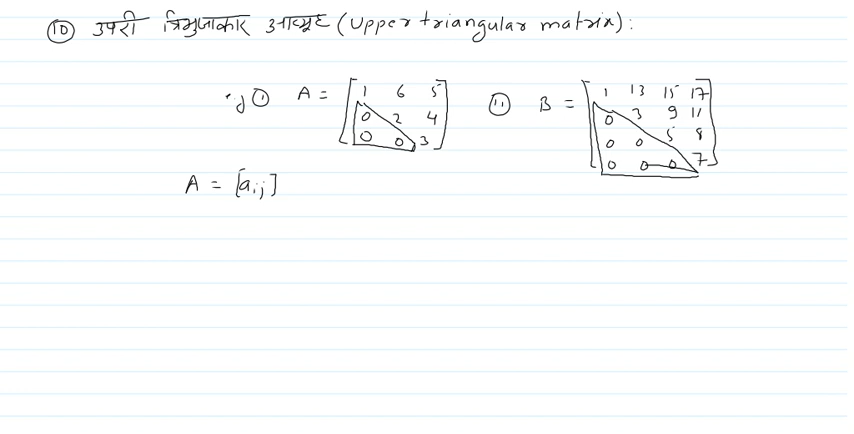 (10) उपरी त्रिभुजाकार आव्यूह (Upper triangular matrix):
e.g (i) A = [1 6 5
0 2 4
0 0 3]
(ii) B = [1 13 15 17
0 3 9 11
0 0 5 8
0 0 0 7]
A = [aij]